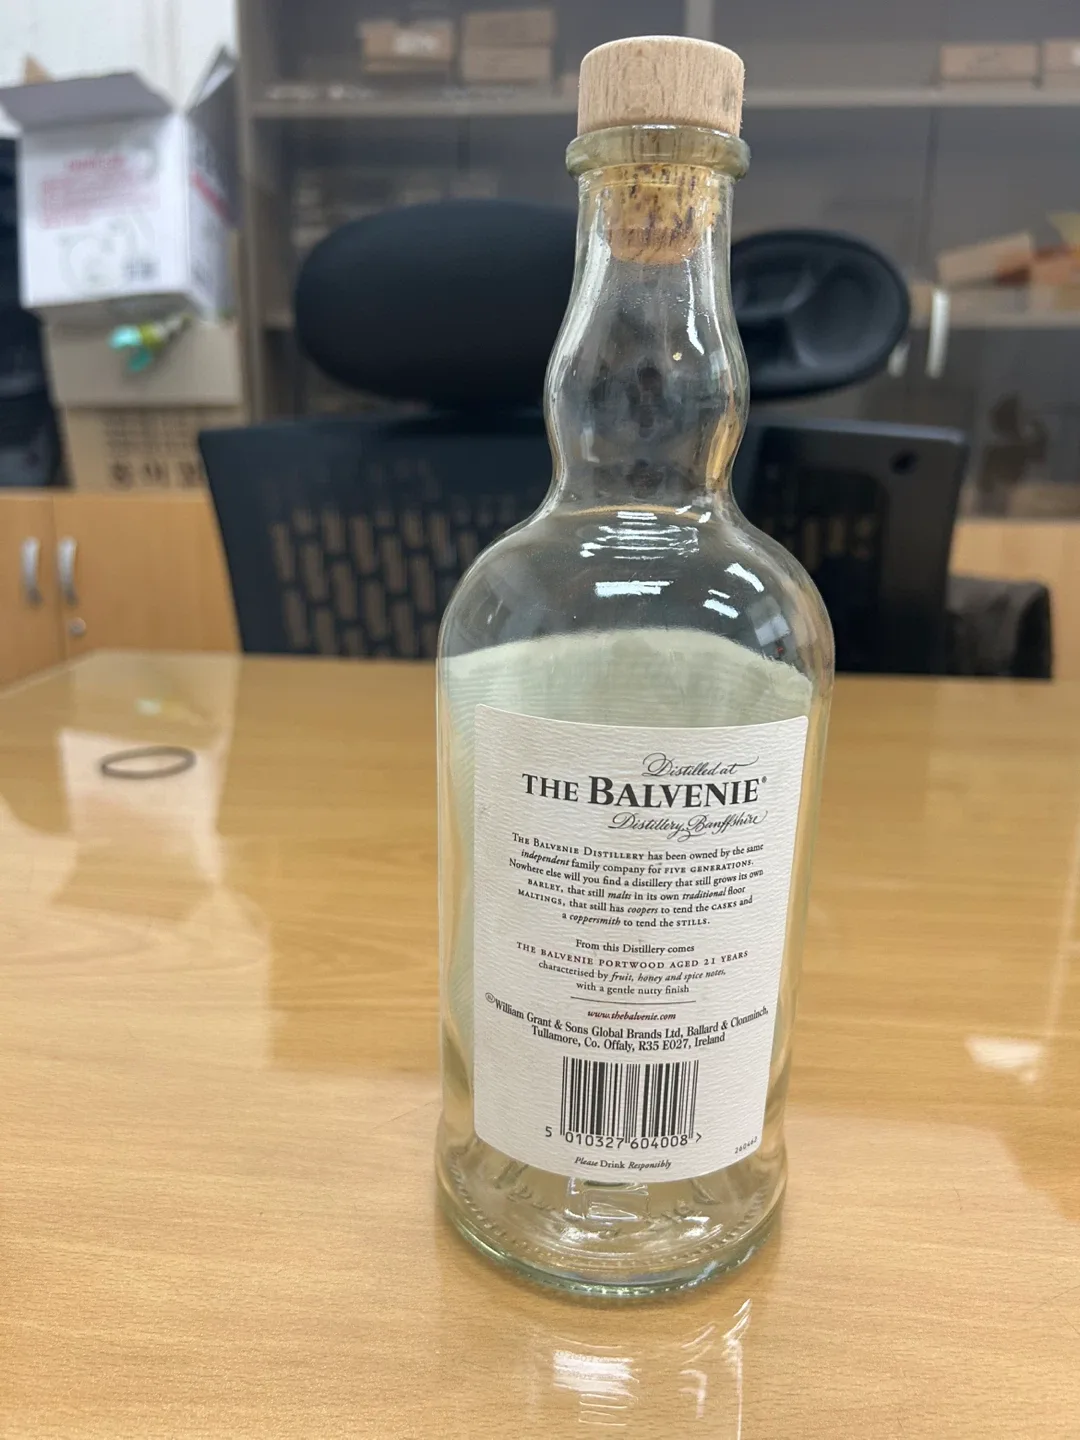 Distilled at
THE BALVENIE®
Distillery, Banffshire
THE BALVENIE DISTILLERY has been owned by the same
independent family company for FIVE GENERATIONS.
Nowhere else will you find a distillery that still grows its own
BARLEY, that still malts in its own traditional floor
MALTINGS, that still has coopers to tend the CASKS and
a coppersmith to tend the STILLS.
From this Distillery comes
THE BALVENIE PORTWOOD AGED 21 YEARS
characterised by fruit, honey and spice notes,
with a gentle nutty finish
www.thebalvenie.com
William Grant & Sons Global Brands Ltd, Ballard & Clonminch,
Tullamore, Co. Offaly, R35 E027, Ireland
5 010327 604008 >
Please Drink Responsibly